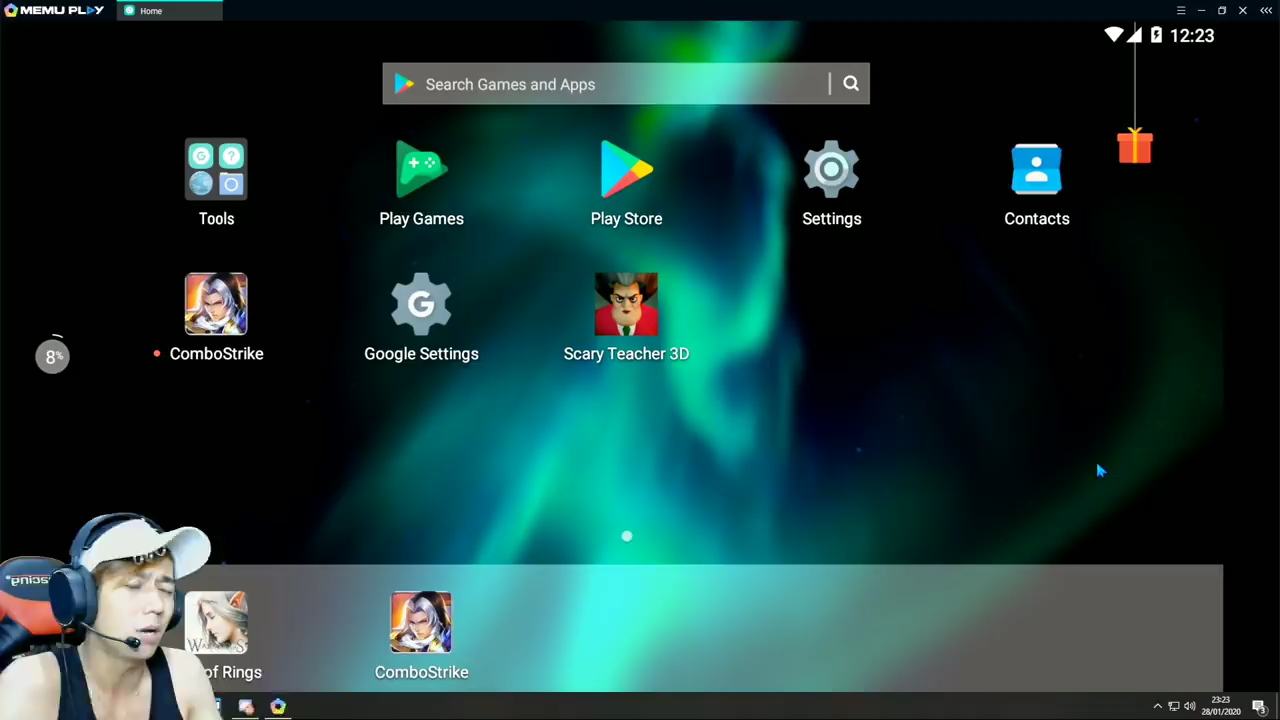 MEMU PLAY
Home
12:23
Search Games and Apps
Tools
Play Games
Play Store
Settings
Contacts
ComboStrike
Google Settings
Scary Teacher 3D
8%
of Rings
ComboStrike
23:23
28/01/2020